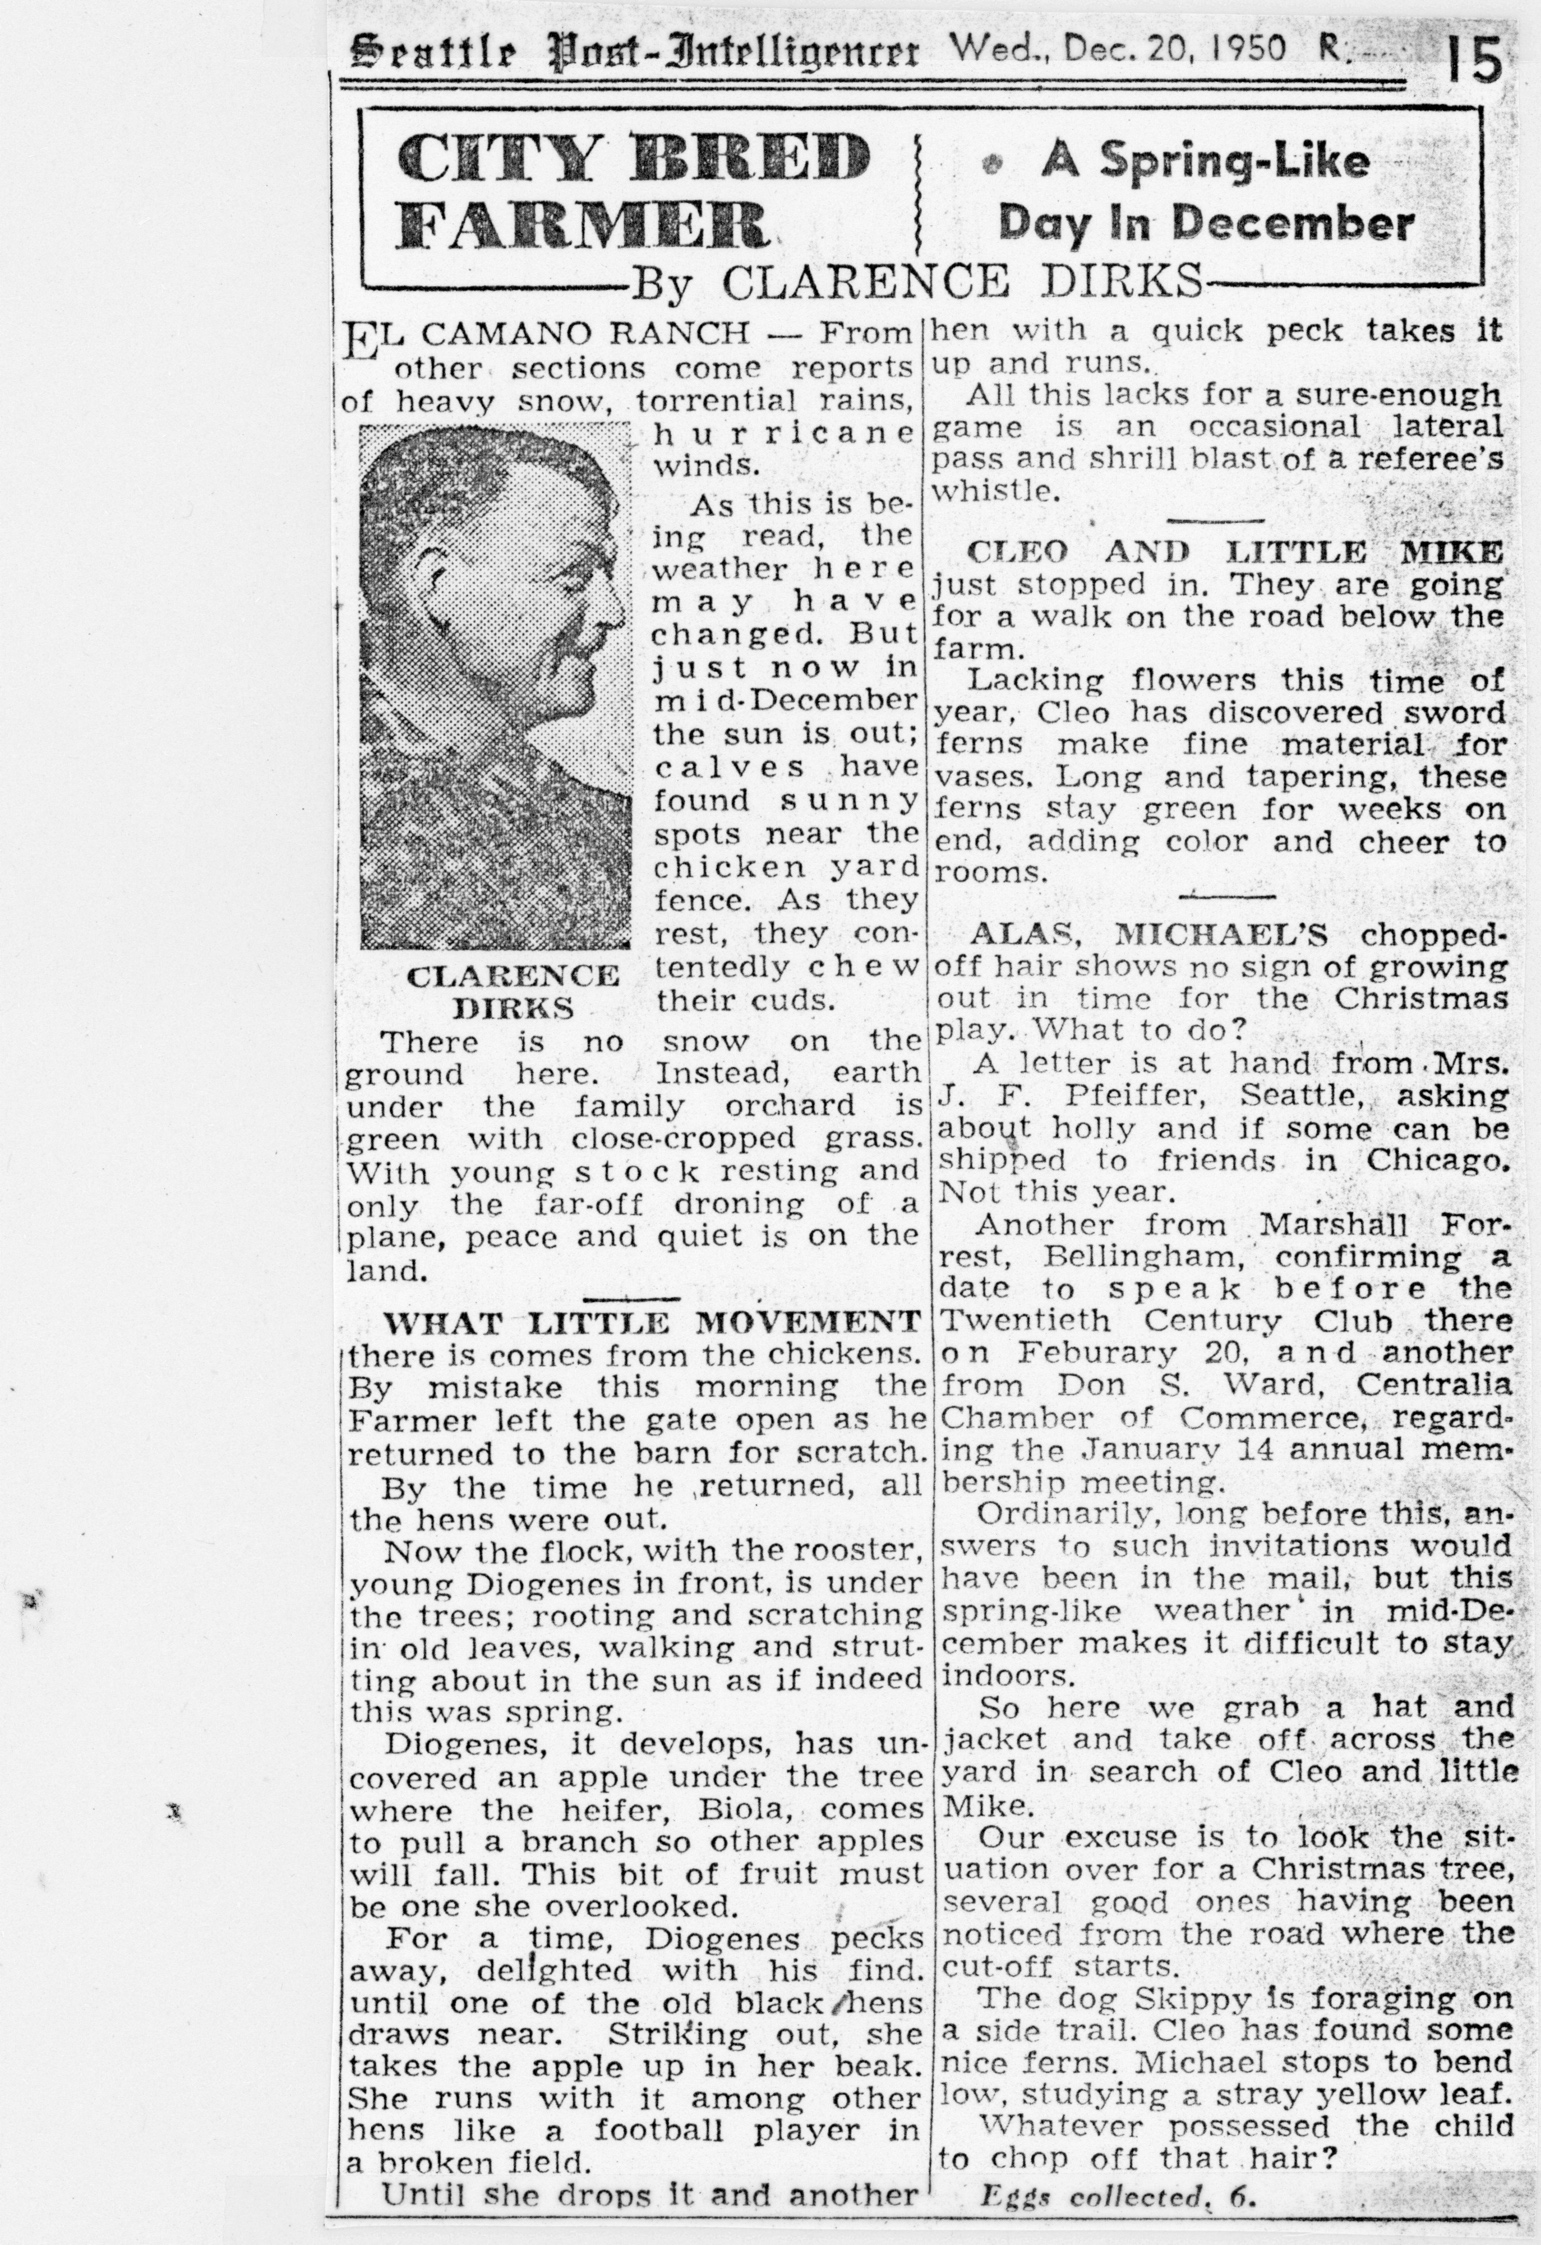 Seattle Post-Intelligencer Wed., Dec. 20, 1950 R. 15
CITY BRED
FARMER
• A Spring-Like
Day In December
By CLARENCE DIRKS
EL CAMANO RANCH — From
other sections come reports
of heavy snow, torrential rains,
hurricane
winds.
As this is be-
ing read, the
weather here
may have
changed. But
just now in
mid-December
the sun is out;
calves have
found sunny
spots near the
chicken yard
fence. As they
rest, they con-
tentedly chew
their cuds.
CLARENCE
DIRKS
There is no snow on the
ground here. Instead, earth
under the family orchard is
green with close-cropped grass.
With young stock resting and
only the far-off droning of a
plane, peace and quiet is on the
land.
WHAT LITTLE MOVEMENT
there is comes from the chickens.
By mistake this morning the
Farmer left the gate open as he
returned to the barn for scratch.
By the time he returned, all
the hens were out.
Now the flock, with the rooster,
young Diogenes in front, is under
the trees; rooting and scratching
in old leaves, walking and strut-
ting about in the sun as if indeed
this was spring.
Diogenes, it develops, has un-
covered an apple under the tree
where the heifer, Biola, comes
to pull a branch so other apples
will fall. This bit of fruit must
be one she overlooked.
For a time, Diogenes pecks
away, delighted with his find.
until one of the old black hens
draws near. Striking out, she
takes the apple up in her beak.
She runs with it among other
hens like a football player in
a broken field.
Until she drops it and another
hen with a quick peck takes it
up and runs.
All this lacks for a sure-enough
game is an occasional lateral
pass and shrill blast of a referee's
whistle.
CLEO AND LITTLE MIKE
just stopped in. They are going
for a walk on the road below the
farm.
Lacking flowers this time of
year, Cleo has discovered sword
ferns make fine material for
vases. Long and tapering, these
ferns stay green for weeks on
end, adding color and cheer to
rooms.
ALAS, MICHAEL'S chopped-
off hair shows no sign of growing
out in time for the Christmas
play. What to do?
A letter is at hand from Mrs.
J. F. Pfeiffer, Seattle, asking
about holly and if some can be
shipped to friends in Chicago.
Not this year.
Another from Marshall For-
rest, Bellingham, confirming a
date to speak before the
Twentieth Century Club there
on Feburary 20, and another
from Don S. Ward, Centralia
Chamber of Commerce, regard-
ing the January 14 annual mem-
bership meeting.
Ordinarily, long before this, an-
swers to such invitations would
have been in the mail, but this
spring-like weather in mid-De-
cember makes it difficult to stay
indoors.
So here we grab a hat and
jacket and take off across the
yard in search of Cleo and little
Mike.
Our excuse is to look the sit-
uation over for a Christmas tree,
several good ones having been
noticed from the road where the
cut-off starts.
The dog Skippy is foraging on
a side trail. Cleo has found some
nice ferns. Michael stops to bend
low, studying a stray yellow leaf.
Whatever possessed the child
to chop off that hair?
Eggs collected, 6.